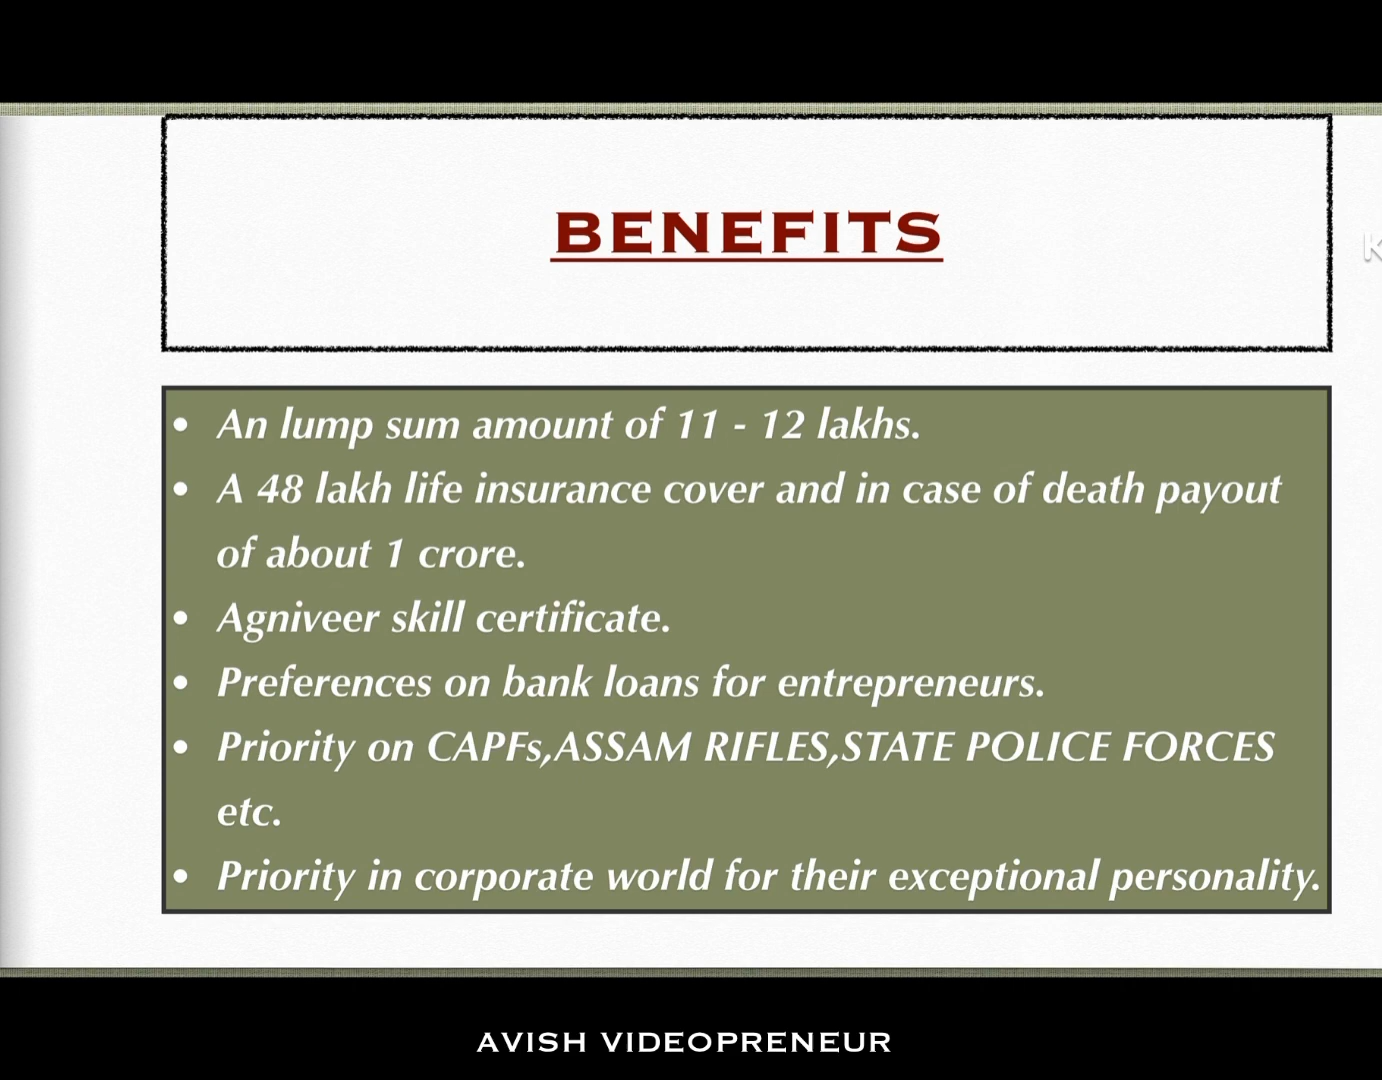 BENEFITS
K
• An lump sum amount of 11 - 12 lakhs.
• A 48 lakh life insurance cover and in case of death payout
of about 1 crore.
• Agniveer skill certificate.
• Preferences on bank loans for entrepreneurs.
• Priority on CAPFs,ASSAM RIFLES,STATE POLICE FORCES
etc.
• Priority in corporate world for their exceptional personality.
AVISH VIDEOPRENEUR